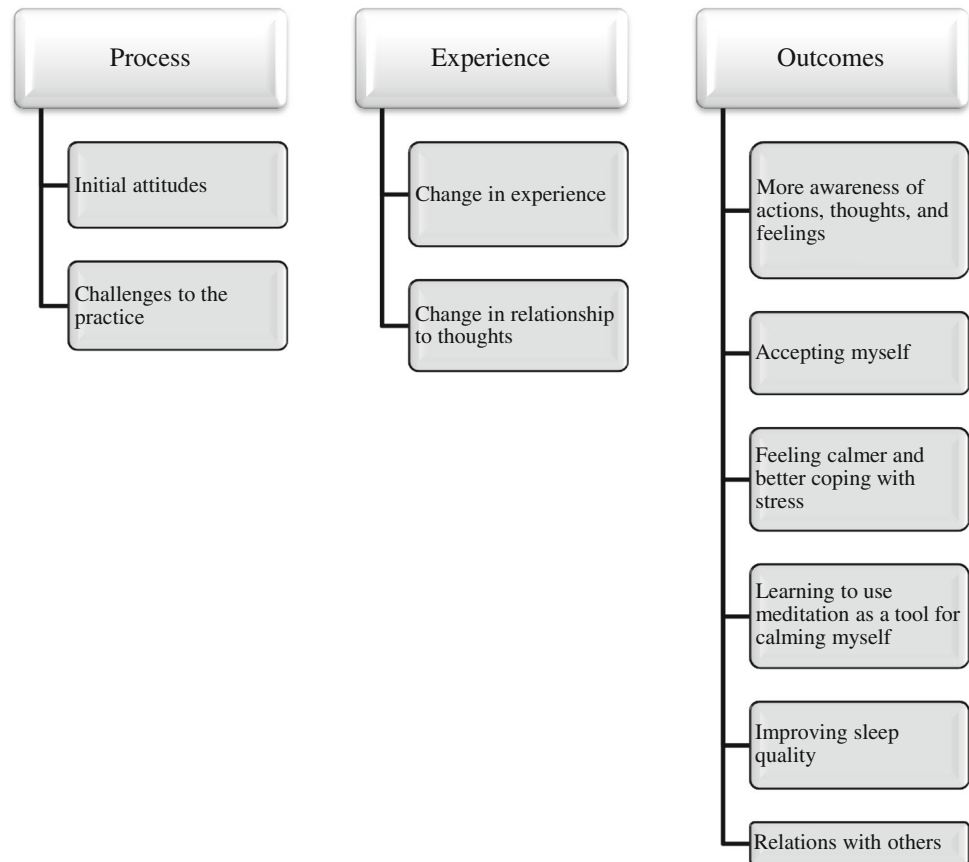 Process
Initial attitudes
Challenges to the
practice
Experience
Change in experience
Change in relationship
to thoughts
Outcomes
More awareness of
actions, thoughts, and
feelings
Accepting myself
Feeling calmer and
better coping with
stress
Learning to use
meditation as a tool for
calming myself
Improving sleep
quality
Relations with others